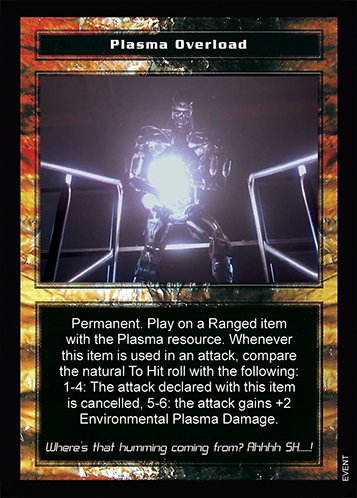 Plasma Overload
Permanent. Play on a Ranged item
with the Plasma resource. Whenever
this item is used in an attack, compare
the natural To Hit roll with the following:
1-4: The attack declared with this item
is cancelled, 5-6: the attack gains +2
Environmental Plasma Damage.
Where's that humming coming from? Ahhhh SH.....!
EVENT